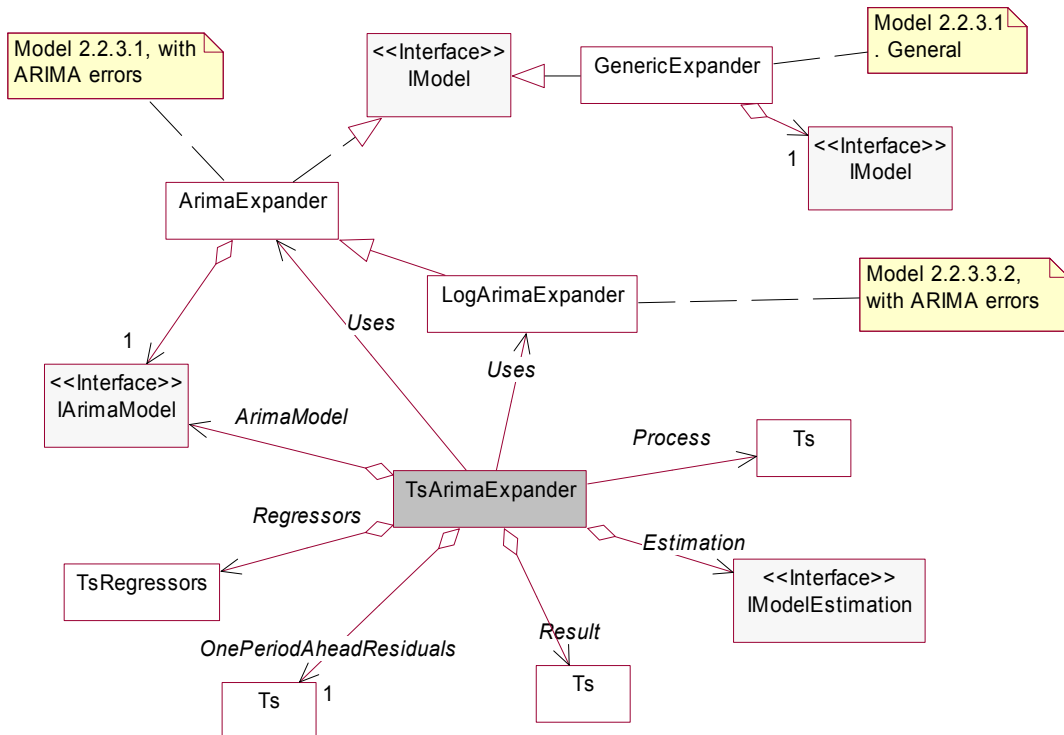 Model 2.2.3.1, with
ARIMA errors
<<Interface>>
IModel
GenericExpander
Model 2.2.3.1
. General
1
<<Interface>>
IModel
ArimaExpander
LogArimaExpander
Model 2.2.3.3.2,
with ARIMA errors
Uses
Uses
1
<<Interface>>
IArimaModel
ArimaModel
Process
Ts
TsArimaExpander
Regressors
Estimation
TsRegressors
<<Interface>>
IModelEstimation
OnePeriodAheadResiduals
Result
Ts
1
Ts